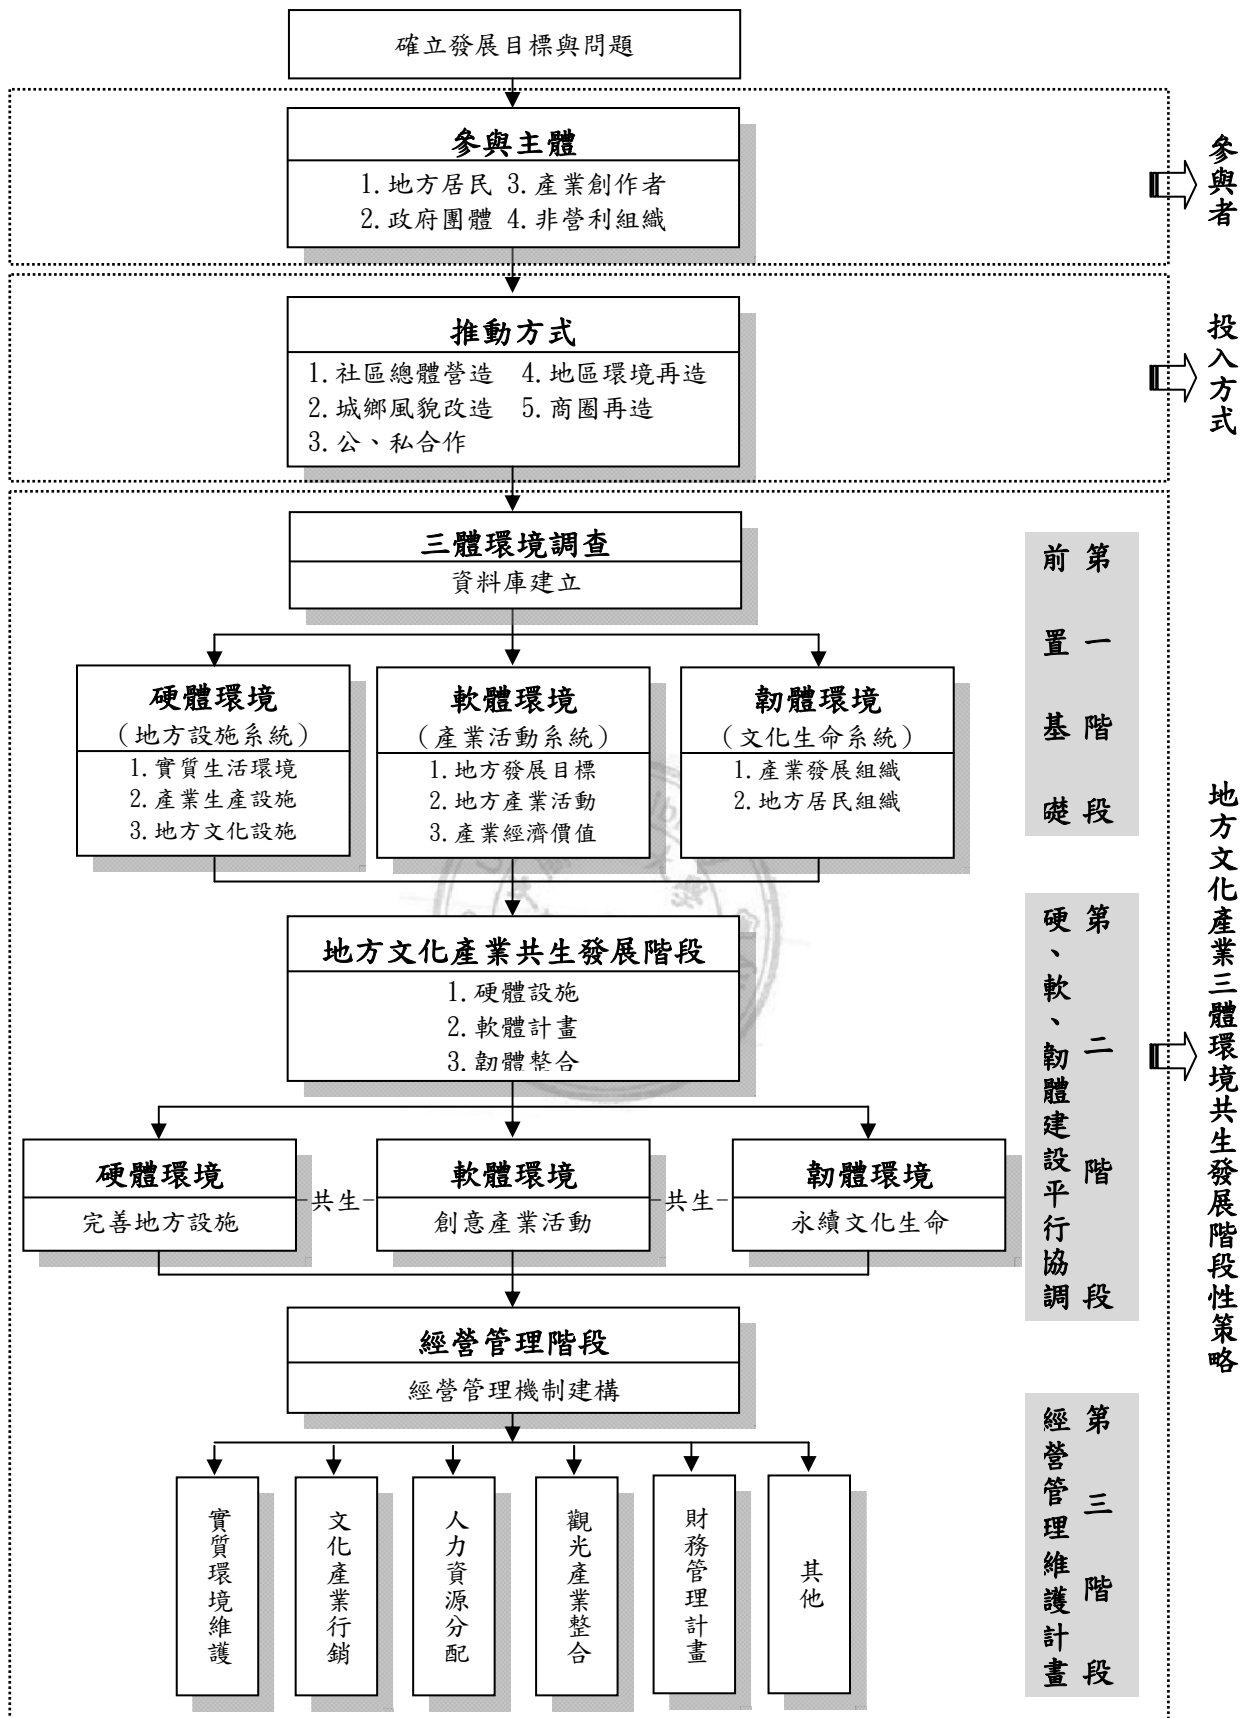 確立發展目標與問題
參與主體
1.地方居民 3.產業創作者
2.政府團體 4.非營利組織
參與者
推動方式
1.社區總體營造 4.地區環境再造
2.城鄉風貌改造 5.商圈再造
3.公、私合作
投入方式
三體環境調查
資料庫建立
第一階段
前置基礎
硬體環境
(地方設施系統)
1.實質生活環境
2.產業生產設施
3.地方文化設施
軟體環境
(產業活動系統)
1.地方發展目標
2.地方產業活動
3.產業經濟價值
韌體環境
(文化生命系統)
1.產業發展組織
2.地方居民組織
地方文化產業共生發展階段
1.硬體設施
2.軟體計畫
3.韌體整合
第二階段
硬、軟、韌體建設平行協調
硬體環境
完善地方設施
-共生-
軟體環境
創意產業活動
-共生-
韌體環境
永續文化生命
經營管理階段
經營管理機制建構
第三階段
經營管理維護計畫
實質環境維護
文化產業行銷
人力資源分配
觀光產業整合
財務管理計畫
其他
地方文化產業三體環境共生發展階段性策略
大學